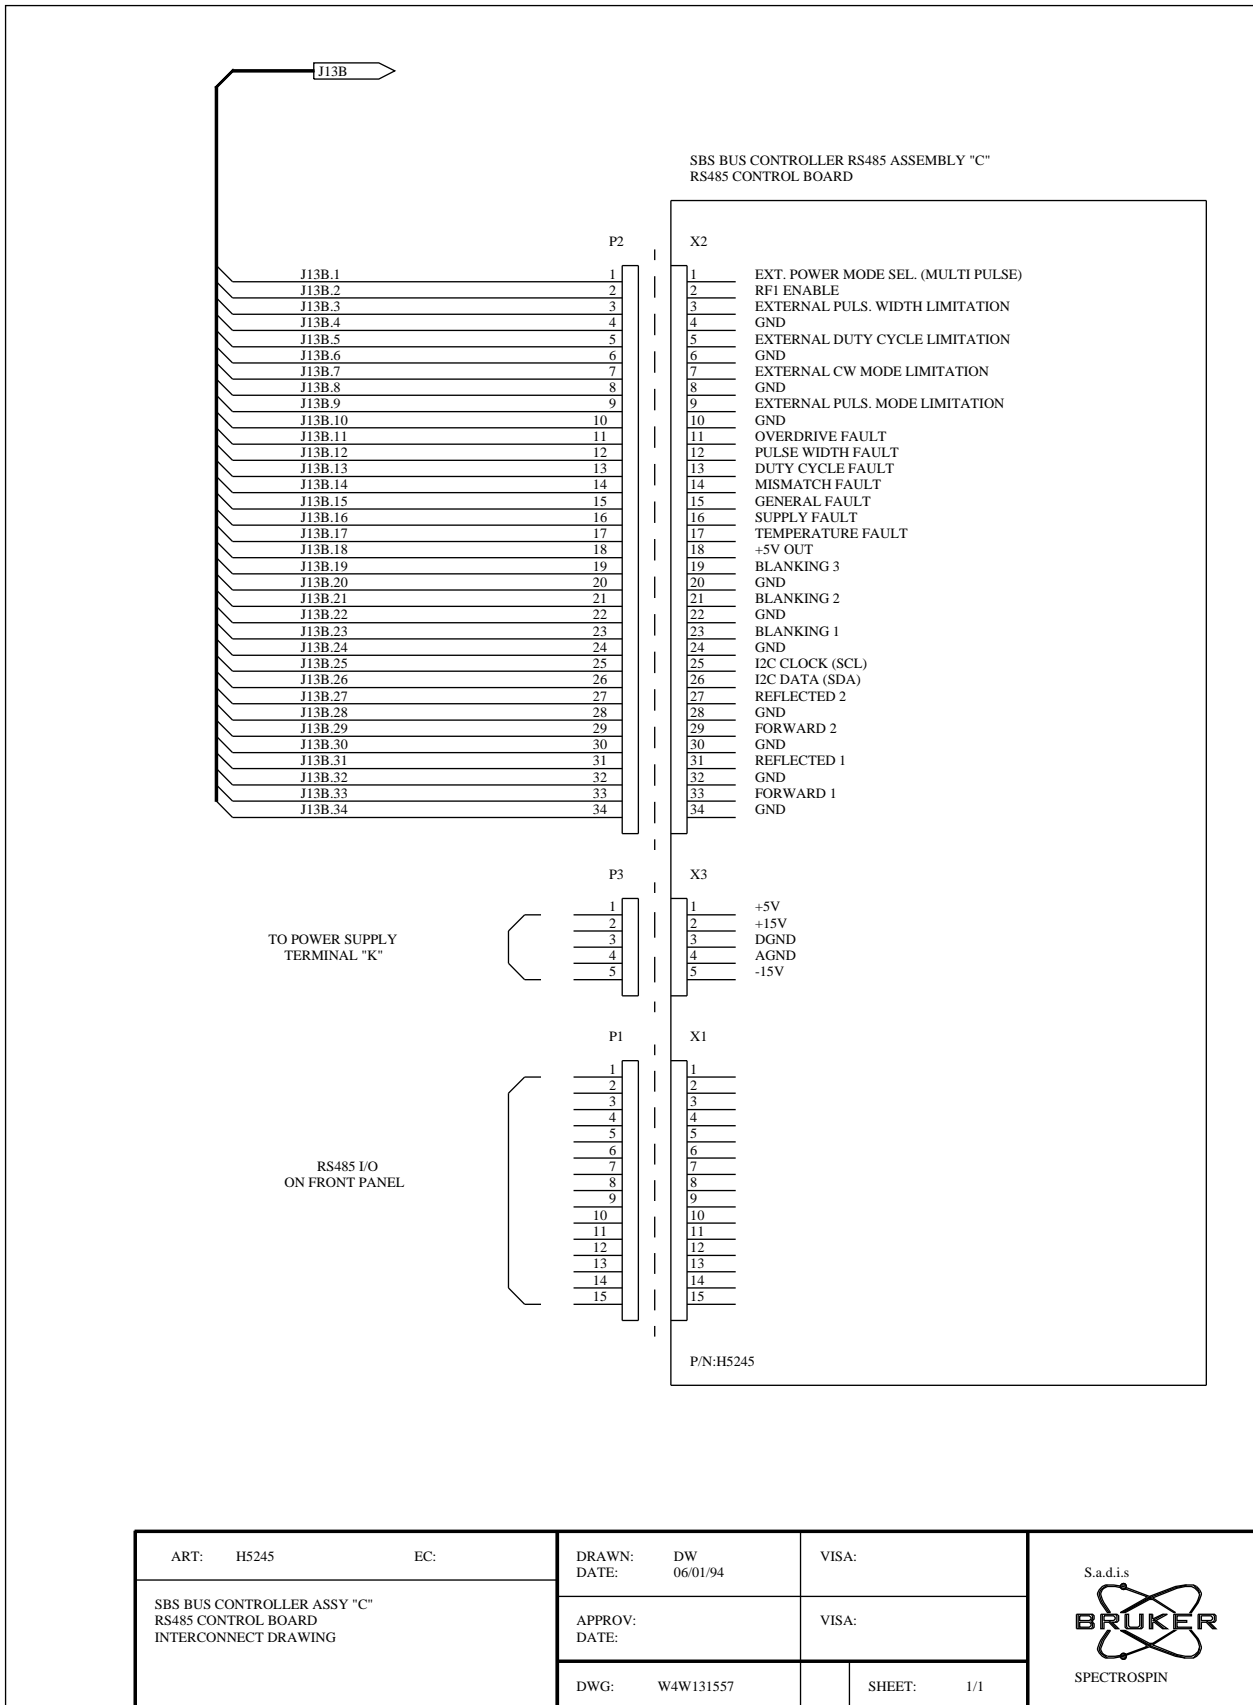 J13B
SBS BUS CONTROLLER RS485 ASSEMBLY "C"
RS485 CONTROL BOARD
P2 X2
J13B.1 1 1 EXT. POWER MODE SEL. (MULTI PULSE)
J13B.2 2 2 RF1 ENABLE
J13B.3 3 3 EXTERNAL PULS. WIDTH LIMITATION
J13B.4 4 4 GND
J13B.5 5 5 EXTERNAL DUTY CYCLE LIMITATION
J13B.6 6 6 GND
J13B.7 7 7 EXTERNAL CW MODE LIMITATION
J13B.8 8 8 GND
J13B.9 9 9 EXTERNAL PULS. MODE LIMITATION
J13B.10 10 10 GND
J13B.11 11 11 OVERDRIVE FAULT
J13B.12 12 12 PULSE WIDTH FAULT
J13B.13 13 13 DUTY CYCLE FAULT
J13B.14 14 14 MISMATCH FAULT
J13B.15 15 15 GENERAL FAULT
J13B.16 16 16 SUPPLY FAULT
J13B.17 17 17 TEMPERATURE FAULT
J13B.18 18 18 +5V OUT
J13B.19 19 19 BLANKING 3
J13B.20 20 20 GND
J13B.21 21 21 BLANKING 2
J13B.22 22 22 GND
J13B.23 23 23 BLANKING 1
J13B.24 24 24 GND
J13B.25 25 25 I2C CLOCK (SCL)
J13B.26 26 26 I2C DATA (SDA)
J13B.27 27 27 REFLECTED 2
J13B.28 28 28 GND
J13B.29 29 29 FORWARD 2
J13B.30 30 30 GND
J13B.31 31 31 REFLECTED 1
J13B.32 32 32 GND
J13B.33 33 33 FORWARD 1
J13B.34 34 34 GND
P3 X3
1 1 +5V
2 2 +15V
3 3 DGND
4 4 AGND
5 5 -15V
TO POWER SUPPLY
TERMINAL "K"
P1 X1
1 1
2 2
3 3
4 4
5 5
6 6
7 7
8 8
9 9
10 10
11 11
12 12
13 13
14 14
15 15
RS485 I/O
ON FRONT PANEL
P/N:H5245
ART: H5245 EC:
SBS BUS CONTROLLER ASSY "C"
RS485 CONTROL BOARD
INTERCONNECT DRAWING
DRAWN: DW
DATE: 06/01/94
VISA:
APPROV:
DATE:
VISA:
DWG: W4W131557
SHEET: 1/1
S.a.d.i.s
BRUKER
SPECTROSPIN